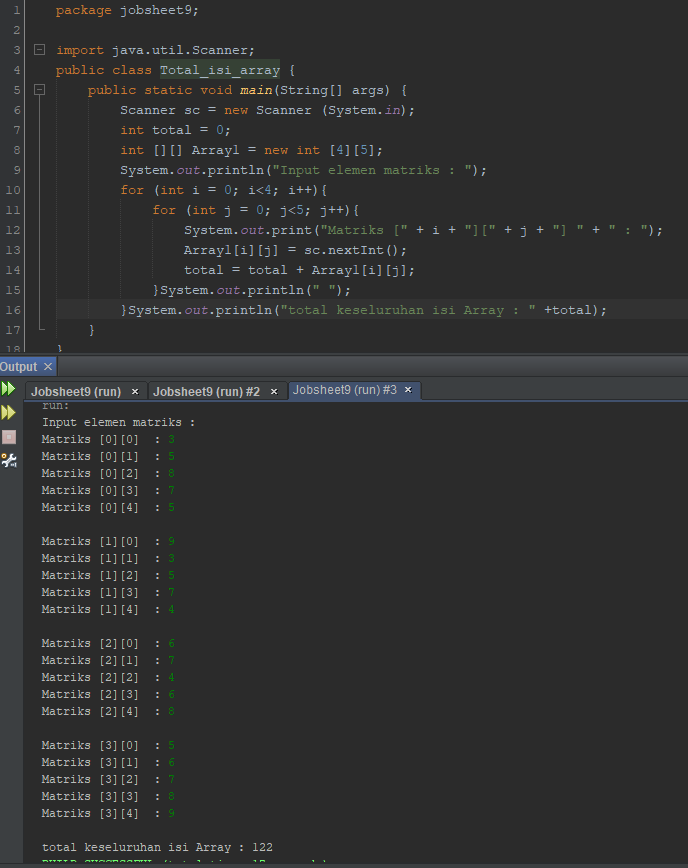 1 package jobsheet9;
2
3 import java.util.Scanner;
4 public class Total_isi_array {
5 public static void main(String[] args) {
6 Scanner sc = new Scanner (System.in);
7 int total = 0;
8 int [][] Array1 = new int [4][5];
9 System.out.println("Input elemen matriks : ");
10 for (int i = 0; i<4; i++){
11 for (int j = 0; j<5; j++){
12 System.out.print("Matriks [" + i + "][" + j + "] " + " : ");
13 Array1[i][j] = sc.nextInt();
14 total = total + Array1[i][j];
15 }System.out.println(" ");
16 }System.out.println("total keseluruhan isi Array : " +total);
17 }
18 }
Output ×
Jobsheet9 (run) × Jobsheet9 (run) #2 × Jobsheet9 (run) #3 ×
run:
Input elemen matriks :
Matriks [0][0]  : 3
Matriks [0][1]  : 5
Matriks [0][2]  : 8
Matriks [0][3]  : 7
Matriks [0][4]  : 5
Matriks [1][0]  : 9
Matriks [1][1]  : 3
Matriks [1][2]  : 5
Matriks [1][3]  : 7
Matriks [1][4]  : 4
Matriks [2][0]  : 6
Matriks [2][1]  : 7
Matriks [2][2]  : 4
Matriks [2][3]  : 6
Matriks [2][4]  : 8
Matriks [3][0]  : 5
Matriks [3][1]  : 6
Matriks [3][2]  : 7
Matriks [3][3]  : 8
Matriks [3][4]  : 9
total keseluruhan isi Array : 122
BUILD SUCCESSFUL